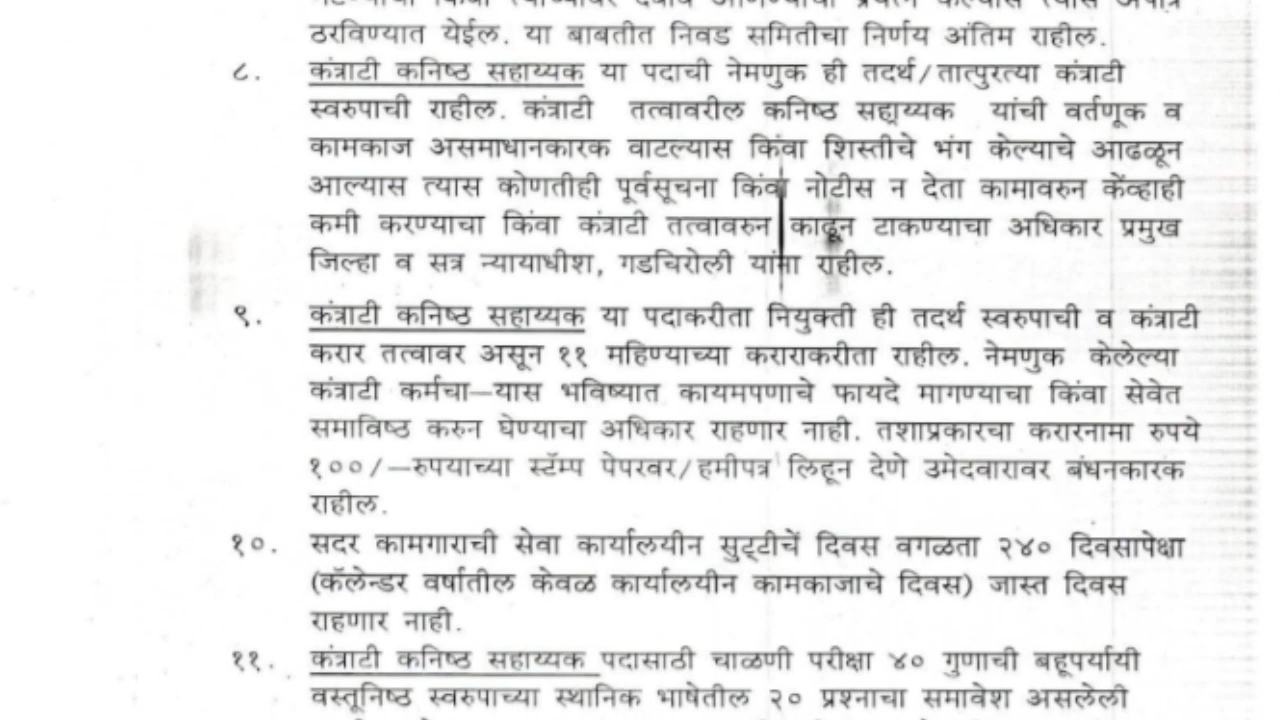 ठरविण्यात येईल. या बाबतीत निवड समितीचा निर्णय अंतिम राहील.
८. कंत्राटी कनिष्ठ सहाय्यक या पदाची नेमणुक ही तदर्थ/तात्पुरत्या कंत्राटी
स्वरुपाची राहील. कंत्राटी तत्वावरील कनिष्ठ सहाय्यक यांची वर्तणूक व
कामकाज असमाधानकारक वाटल्यास किंवा शिस्तीचे भंग केल्याचे आढळून
आल्यास त्यास कोणतीही पूर्वसूचना किंवा नोटीस न देता कामावरुन केंव्हाही
कमी करण्याचा किंवा कंत्राटी तत्वावरुन काढून टाकण्याचा अधिकार प्रमुख
जिल्हा व सत्र न्यायाधीश, गडचिरोली यांना राहील.
९. कंत्राटी कनिष्ठ सहाय्यक या पदाकरीता नियुक्ती ही तदर्थ स्वरुपाची व कंत्राटी
करार तत्वावर असून ११ महिण्याच्या कराराकरीता राहील. नेमणुक केलेल्या
कंत्राटी कर्मचा—यास भविष्यात कायमपणाचे फायदे मागण्याचा किंवा सेवेत
समाविष्ठ करुन घेण्याचा अधिकार राहणार नाही. तशाप्रकारचा करारनामा रुपये
१००/—रुपयाच्या स्टॅम्प पेपरवर/हमीपत्र लिहून देणे उमेदवारावर बंधनकारक
राहील.
१०. सदर कामगाराची सेवा कार्यालयीन सुट्टीचें दिवस वगळता २४० दिवसापेक्षा
(कॅलेन्डर वर्षातील केवळ कार्यालयीन कामकाजाचे दिवस) जास्त दिवस
राहणार नाही.
११. कंत्राटी कनिष्ठ सहाय्यक पदासाठी चाळणी परीक्षा ४० गुणाची बहूपर्यायी
वस्तूनिष्ठ स्वरुपाच्या स्थानिक भाषेतील २० प्रश्नाचा समावेश असलेली